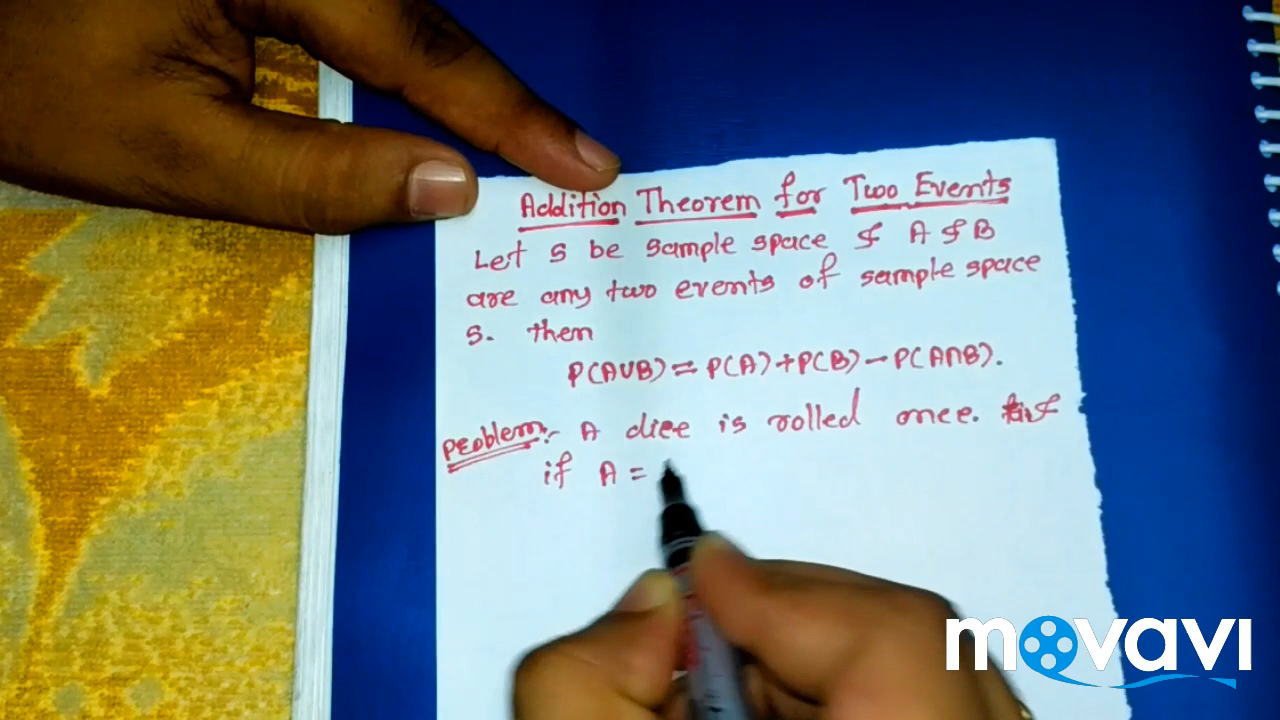 Addition Theorem for Two Events
Let S be sample space & A & B
are any two events of sample space
S. then
P(AUB) = P(A)+P(B)-P(A∩B).
Problem:- A dice is rolled once.
if A =
movavi